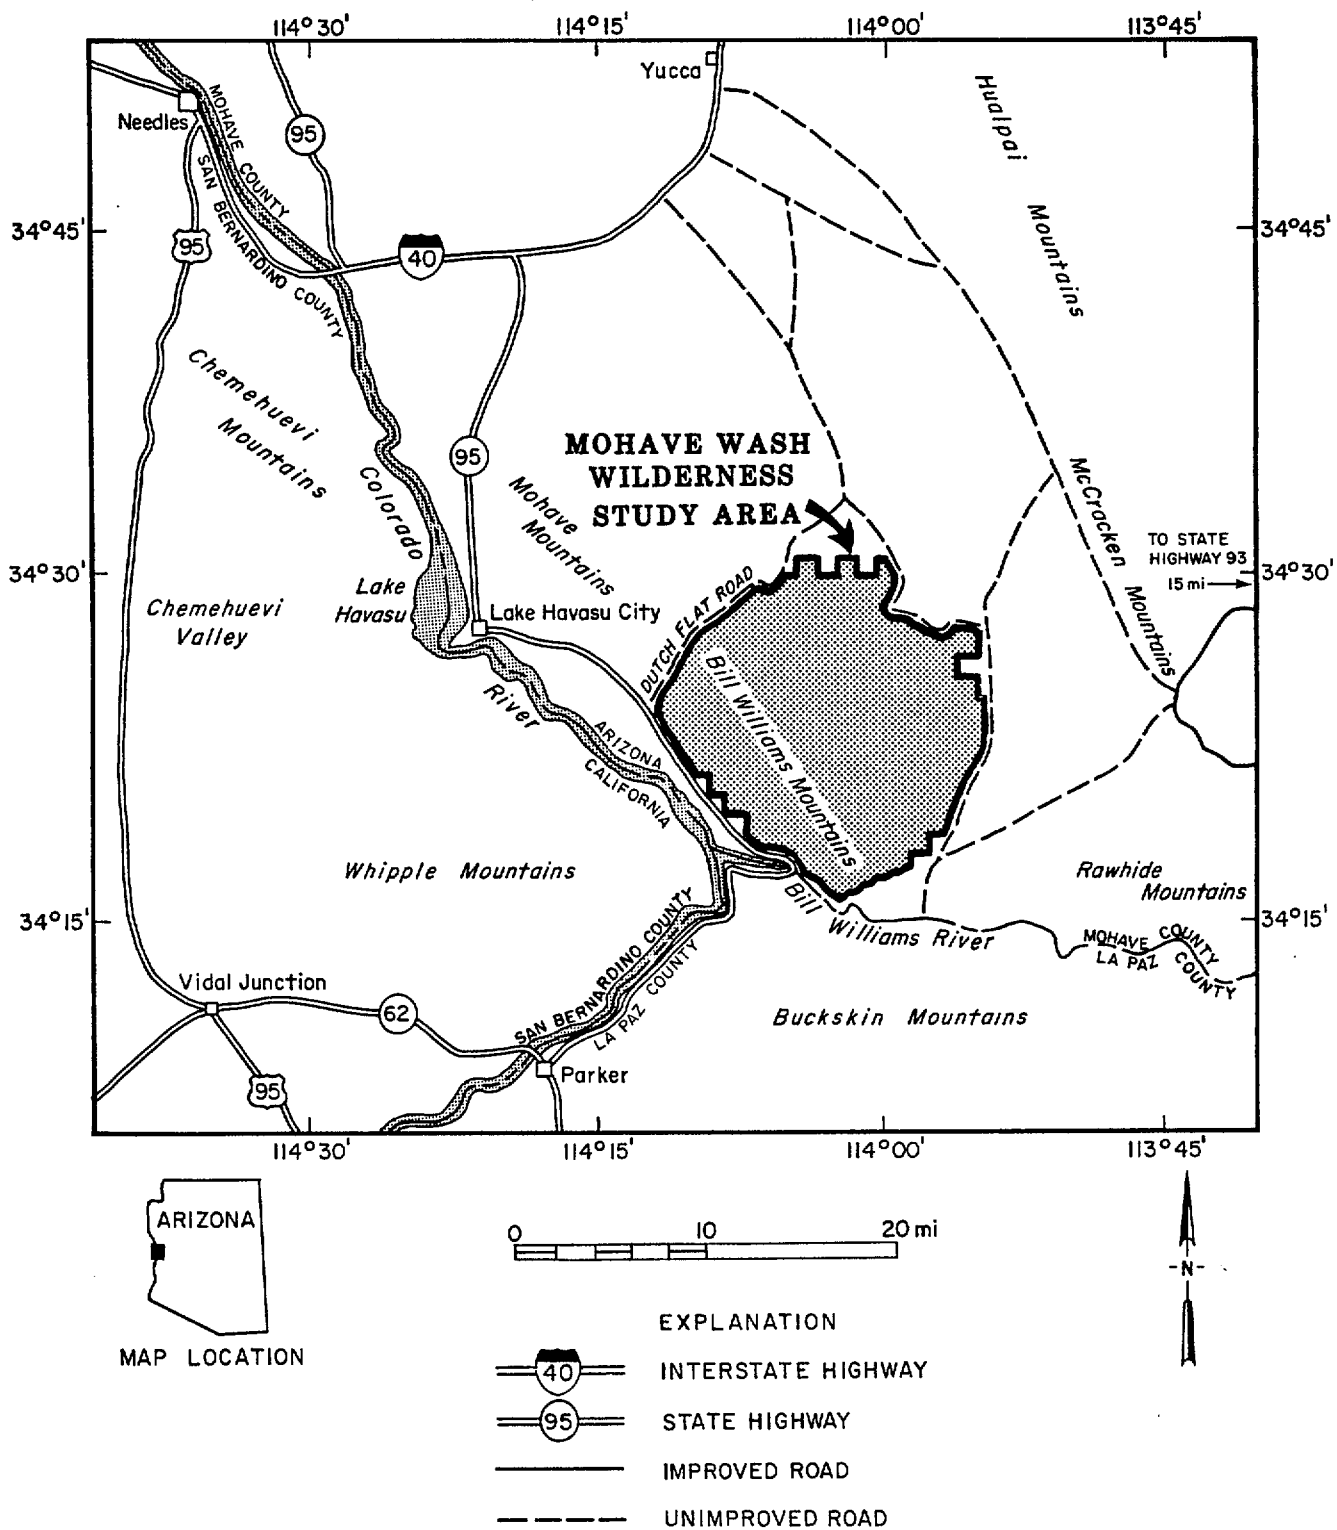 114°30'
114°15'
114°00'
113°45'
Yucca
Needles
MOHAVE COUNTY
SAN BERNARDINO COUNTY
95
95
40
Hualpai
Mountains
34°45'
34°45'
Chemehuevi
Mountains
95
Colorado
Mohave
Mountains
MOHAVE WASH
WILDERNESS
STUDY AREA
McCracken Mountains
TO STATE
HIGHWAY 93
15 mi
34°30'
34°30'
Lake
Havasu
Lake Havasu City
Chemehuevi
Valley
DUTCH FLAT ROAD
Bill Williams Mountains
River
ARIZONA
CALIFORNIA
Whipple Mountains
Rawhide
Mountains
34°15'
34°15'
Bill
Williams River
MOHAVE COUNTY
LA PAZ COUNTY
SAN BERNARDINO COUNTY
LA PAZ COUNTY
Vidal Junction
62
95
Parker
Buckskin Mountains
114°30'
114°15'
114°00'
113°45'
ARIZONA
MAP LOCATION
0 10 20 mi
-N-
EXPLANATION
40 INTERSTATE HIGHWAY
95 STATE HIGHWAY
IMPROVED ROAD
UNIMPROVED ROAD